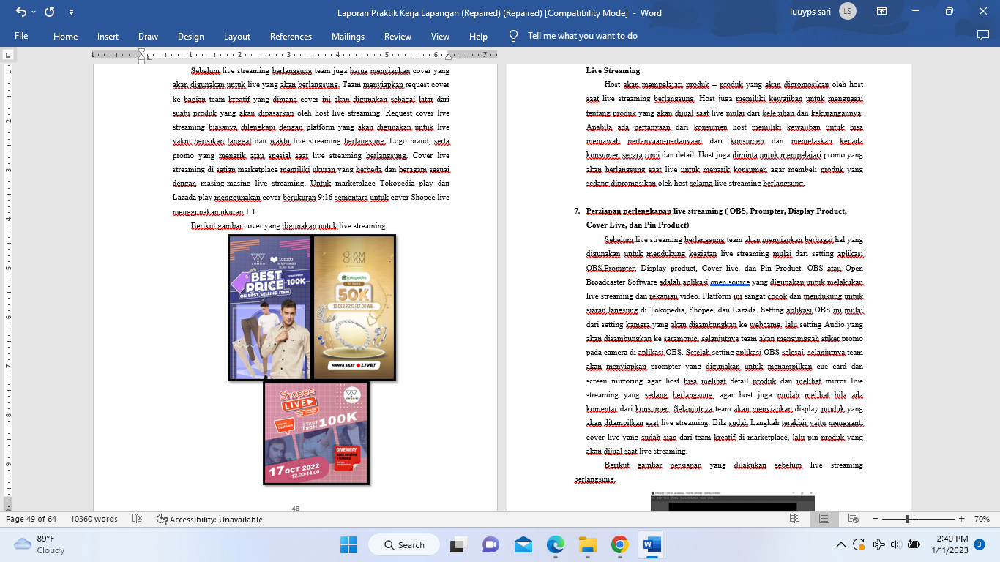 Laporan Praktik Kerja Lapangan (Repaired) (Repaired) [Compatibility Mode] - Word
luuyps sari
LS
File Home Insert Draw Design Layout References Mailings Review View Help Tell me what you want to do
1 1 2 3 4 5 6 7
Sebelum live streaming berlangsung team juga harus menyiapkan cover yang
akan digunakan untuk live yang akan berlangsung. Team menyiapkan request cover
ke bagian team kreatif yang dimana cover ini akan digunakan sebagai latar dari
suatu produk yang akan dipasarkan oleh host live streaming. Request cover live
streaming biasanya dilengkapi dengan platform yang akan digunakan untuk live
yakni berisikan tanggal dan waktu live streaming berlangsung, Logo brand, serta
promo yang menarik atau spesial saat live streaming berlangsung. Cover live
streaming di setiap marketplace memiliki ukuran yang berbeda dan beragam sesuai
dengan masing-masing live streaming. Untuk marketplace Tokopedia play dan
Lazada play menggunakan cover berukuran 9:16 sementara untuk cover Shopee live
menggunakan ukuran 1:1.
Berikut gambar cover yang digunakan untuk live streaming
EMOLINE
Lazada
BEST
PRICE
START FROM
100K
ON BEST SELLING ITEM
tokopedia
All items
50K
13 DES 2022 | 17.00 WIB
HANYA SAAT LIVE!
Shopee
LIVE
EMOLINE
Cashback
START
FROM 100K
GIVEAWAY
17 OCT 2022
12.00-14.00
48
Live Streaming
Host akan mempelajari produk – produk yang akan dipromosikan oleh host
saat live streaming berlangsung. Host juga memiliki kewajiban untuk menguasai
tentang produk yang akan dijual saat live mulai dari kelebihan dan kekurangannya.
Apabila ada pertanyaan dari konsumen host memiliki kewajiban untuk bisa
menjawab pertanyaan-pertanyaan dari konsumen dan menjelaskan kepada
konsumen secara rinci dan detail. Host juga diminta untuk mempelajari promo yang
akan berlangsung saat live untuk menarik konsumen agar membeli produk yang
sedang dipromosikan oleh host selama live streaming berlangsung.
7. Persiapan perlengkapan live streaming ( OBS, Prompter, Display Product,
Cover Live, dan Pin Product)
Sebelum live streaming berlangsung team akan menyiapkan berbagai hal yang
digunakan untuk mendukung kegiatan live streaming mulai dari setting aplikasi
OBS,Prompter, Display product, Cover live, dan Pin Product. OBS atau Open
Broadcaster Software adalah aplikasi open source yang digunakan untuk melakukan
live streaming dan rekaman video. Platform ini sangat cocok dan mendukung untuk
siaran langsung di Tokopedia, Shopee, dan Lazada. Setting aplikasi OBS ini mulai
dari setting kamera yang akan disambungkan ke webcame, lalu setting Audio yang
akan disambungkan ke saramonic, selanjutnya team akan mengunggah stiker promo
pada camera di aplikasi OBS. Setelah setting aplikasi OBS selesai, selanjutnya team
akan menyiapkan prompter yang digunakan untuk menampilkan cue card dan
screen mirroring agar host bisa melihat detail produk dan melihat mirror live
streaming yang sedang berlangsung, agar host juga mudah melihat bila ada
komentar dari konsumen. Selanjutnya team akan menyiapkan display produk yang
akan ditampilkan saat live streaming. Bila sudah Langkah terakhir yaitu mengganti
cover live yang sudah siap dari team kreatif di marketplace, lalu pin produk yang
akan dijual saat live streaming.
Berikut gambar persiapan yang dilakukan sebelum live streaming
berlangsung.
Page 49 of 64 10360 words Accessibility: Unavailable 70%
89°F
Cloudy
Search
2:40 PM
1/11/2023
3